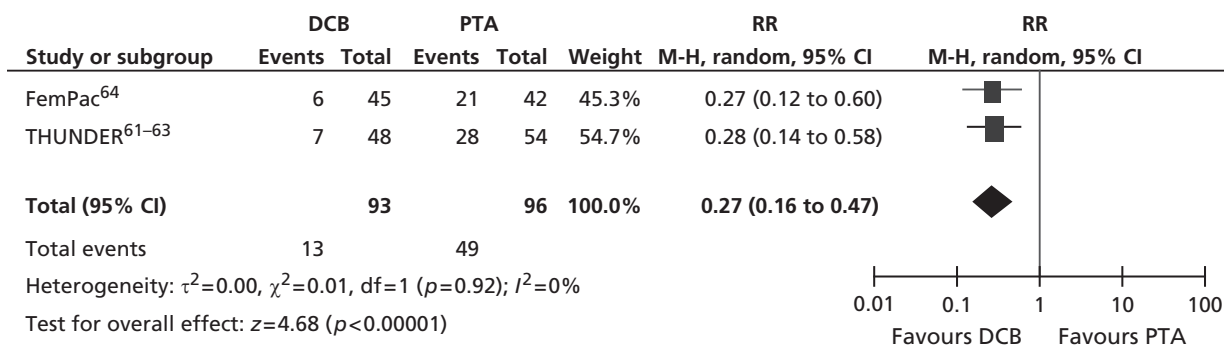 DCB PTA RR RR
Study or subgroup Events Total Events Total Weight M-H, random, 95% CI M-H, random, 95% CI
FemPac64 6 45 21 42 45.3% 0.27 (0.12 to 0.60)
THUNDER61–63 7 48 28 54 54.7% 0.28 (0.14 to 0.58)
Total (95% CI) 93 96 100.0% 0.27 (0.16 to 0.47)
Total events 13 49
Heterogeneity: τ2=0.00, χ2=0.01, df=1 (p=0.92); I2=0%
Test for overall effect: z=4.68 (p<0.00001)
0.01 0.1 1 10 100
Favours DCB Favours PTA